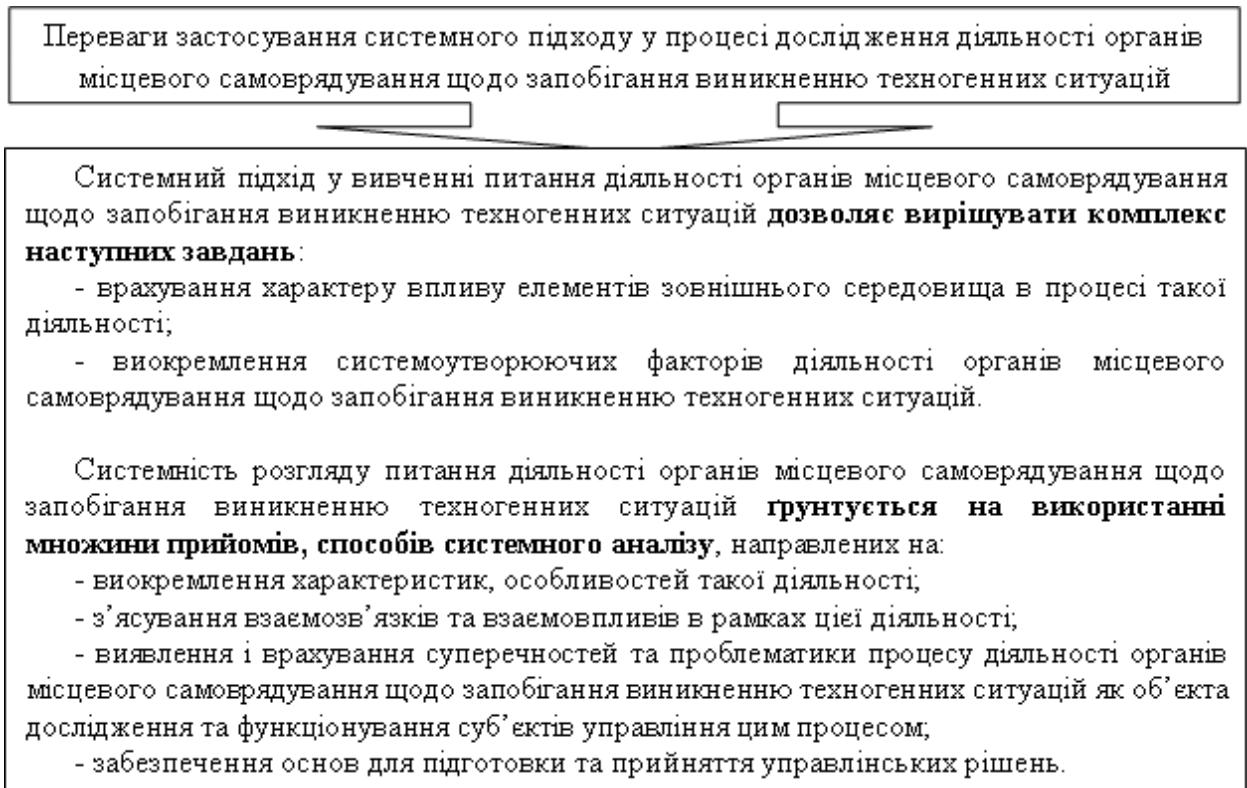 Переваги застосування системного підходу у процесі дослідження діяльності органів
місцевого самоврядування щодо запобігання виникненню техногенних ситуацій
Системний підхід у вивченні питання діяльності органів місцевого самоврядування
щодо запобігання виникненню техногенних ситуацій дозволяє вирішувати комплекс
наступних завдань:
- врахування характеру впливу елементів зовнішнього середовища в процесі такої
діяльності;
- виокремлення системоутворюючих факторів діяльності органів місцевого
самоврядування щодо запобігання виникненню техногенних ситуацій.
Системність розгляду питання діяльності органів місцевого самоврядування щодо
запобігання виникненню техногенних ситуацій ґрунтується на використанні
множини прийомів, способів системного аналізу, направлених на:
- виокремлення характеристик, особливостей такої діяльності;
- з’ясування взаємозв’язків та взаємовпливів в рамках цієї діяльності;
- виявлення і врахування суперечностей та проблематики процесу діяльності органів
місцевого самоврядування щодо запобігання виникненню техногенних ситуацій як об’єкта
дослідження та функціонування суб’єктів управління цим процесом;
- забезпечення основ для підготовки та прийняття управлінських рішень.